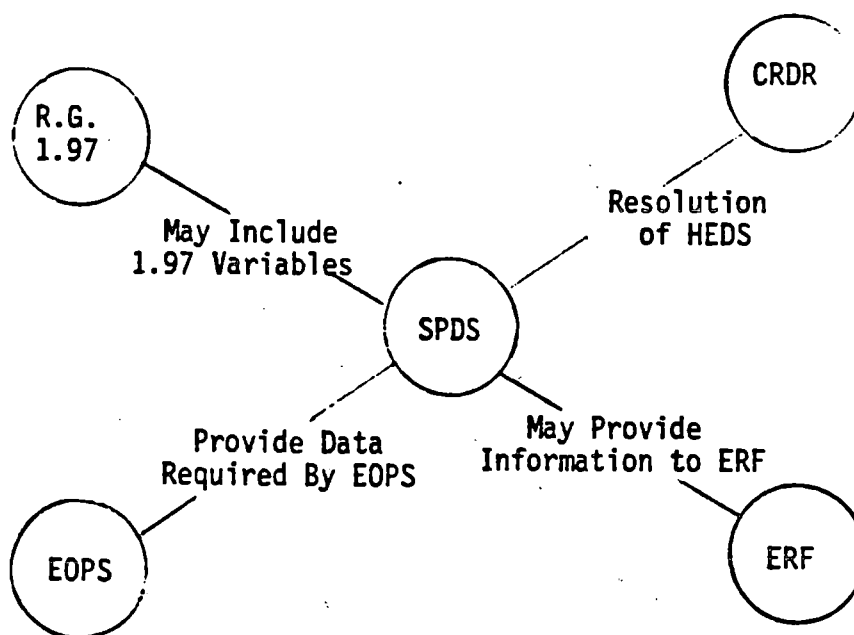 CRDR
R.G.
1.97
Resolution
of HEDS
May Include
1.97 Variables
SPDS
May Provide
Information to ERF
Provide Data
Required By EOPS
ERF
EOPS